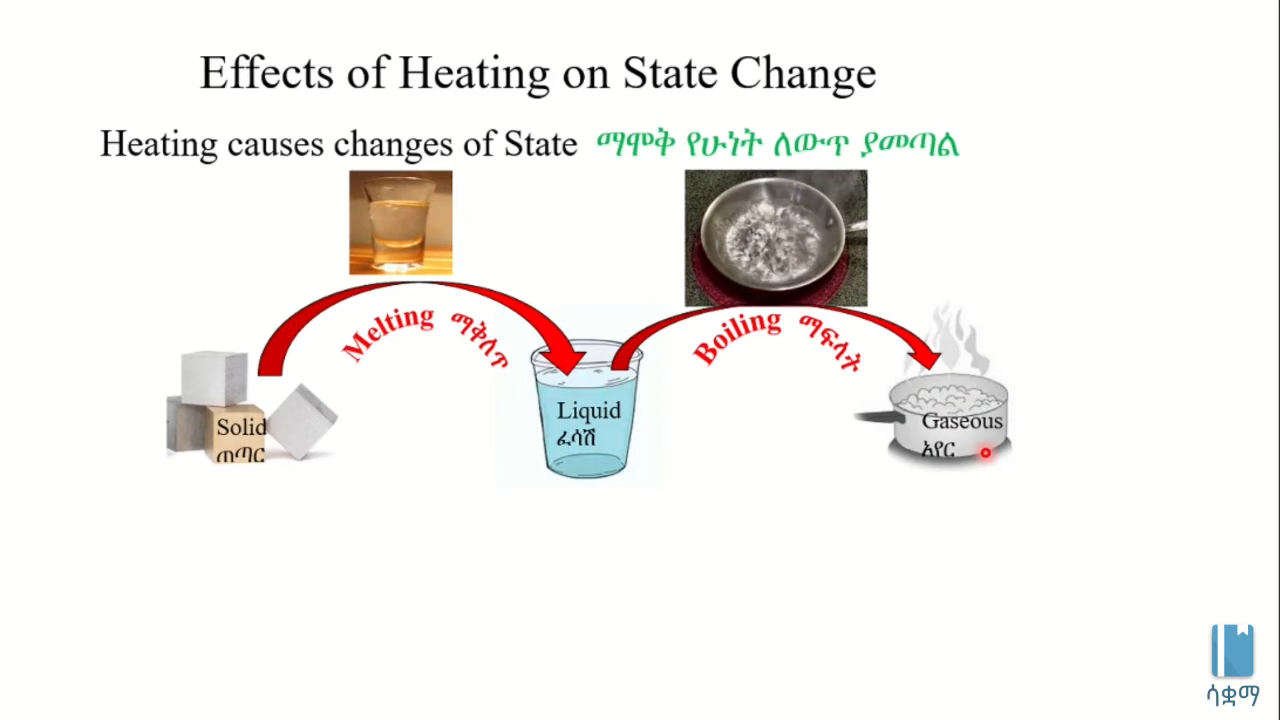 Effects of Heating on State Change
Heating causes changes of State ማሞቅ የሁነት ለውጥ ያመጣል
Melting ማቅለጥ
Boiling ማፍላት
Solid
ጠጣር
Liquid
ፈሳሽ
Gaseous
አየር
ሳቋማ